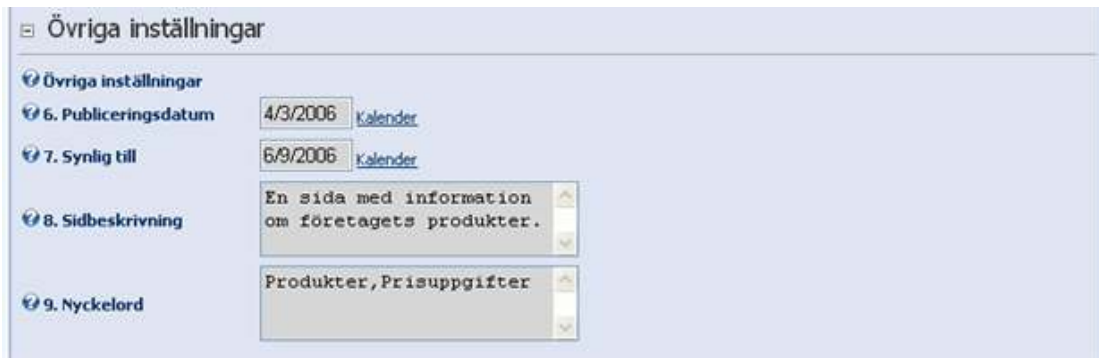 Övriga inställningar
Övriga inställningar
6. Publiceringsdatum 4/3/2006 Kalender
7. Synlig till 6/9/2006 Kalender
8. Sidbeskrivning
En sida med information
om företagets produkter.
9. Nyckelord
Produkter,Prisuppgifter